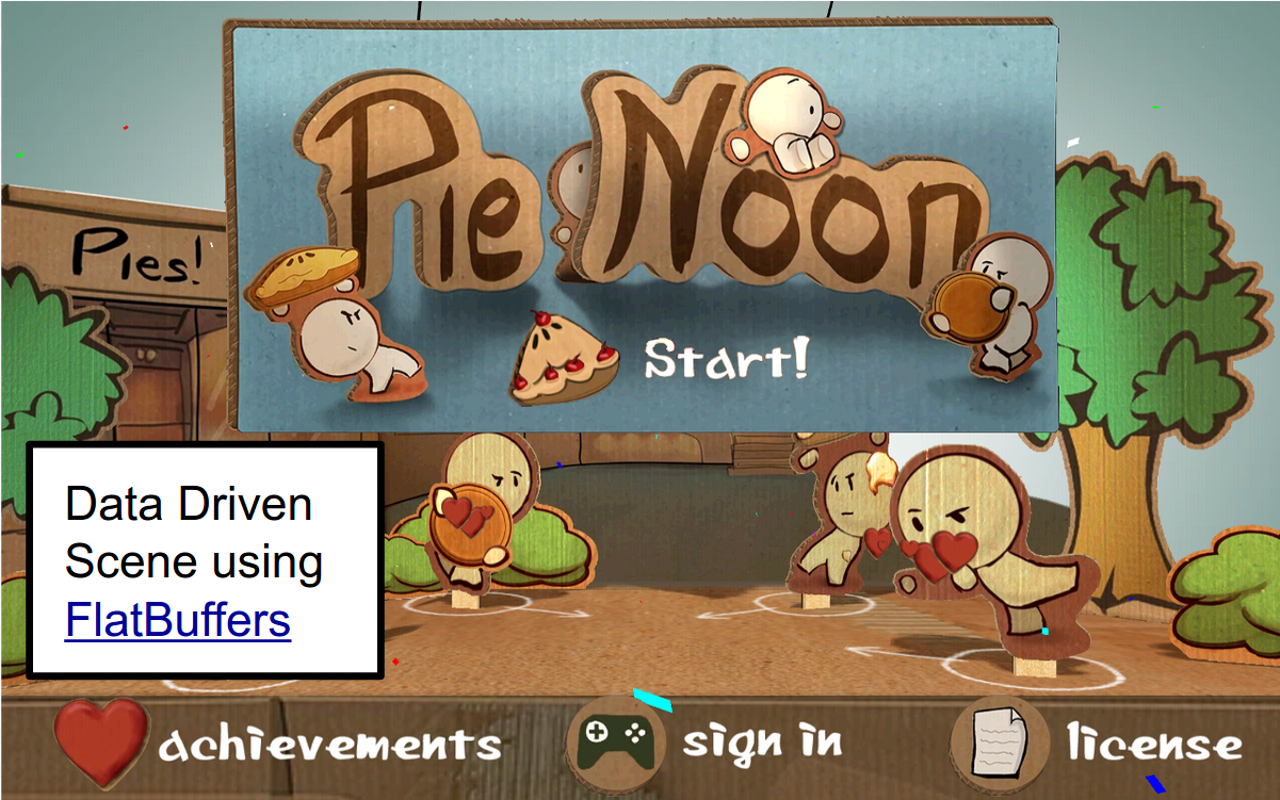 Pie Noon
Pies!
Start!
Data Driven
Scene using
FlatBuffers
achievements
sign in
license